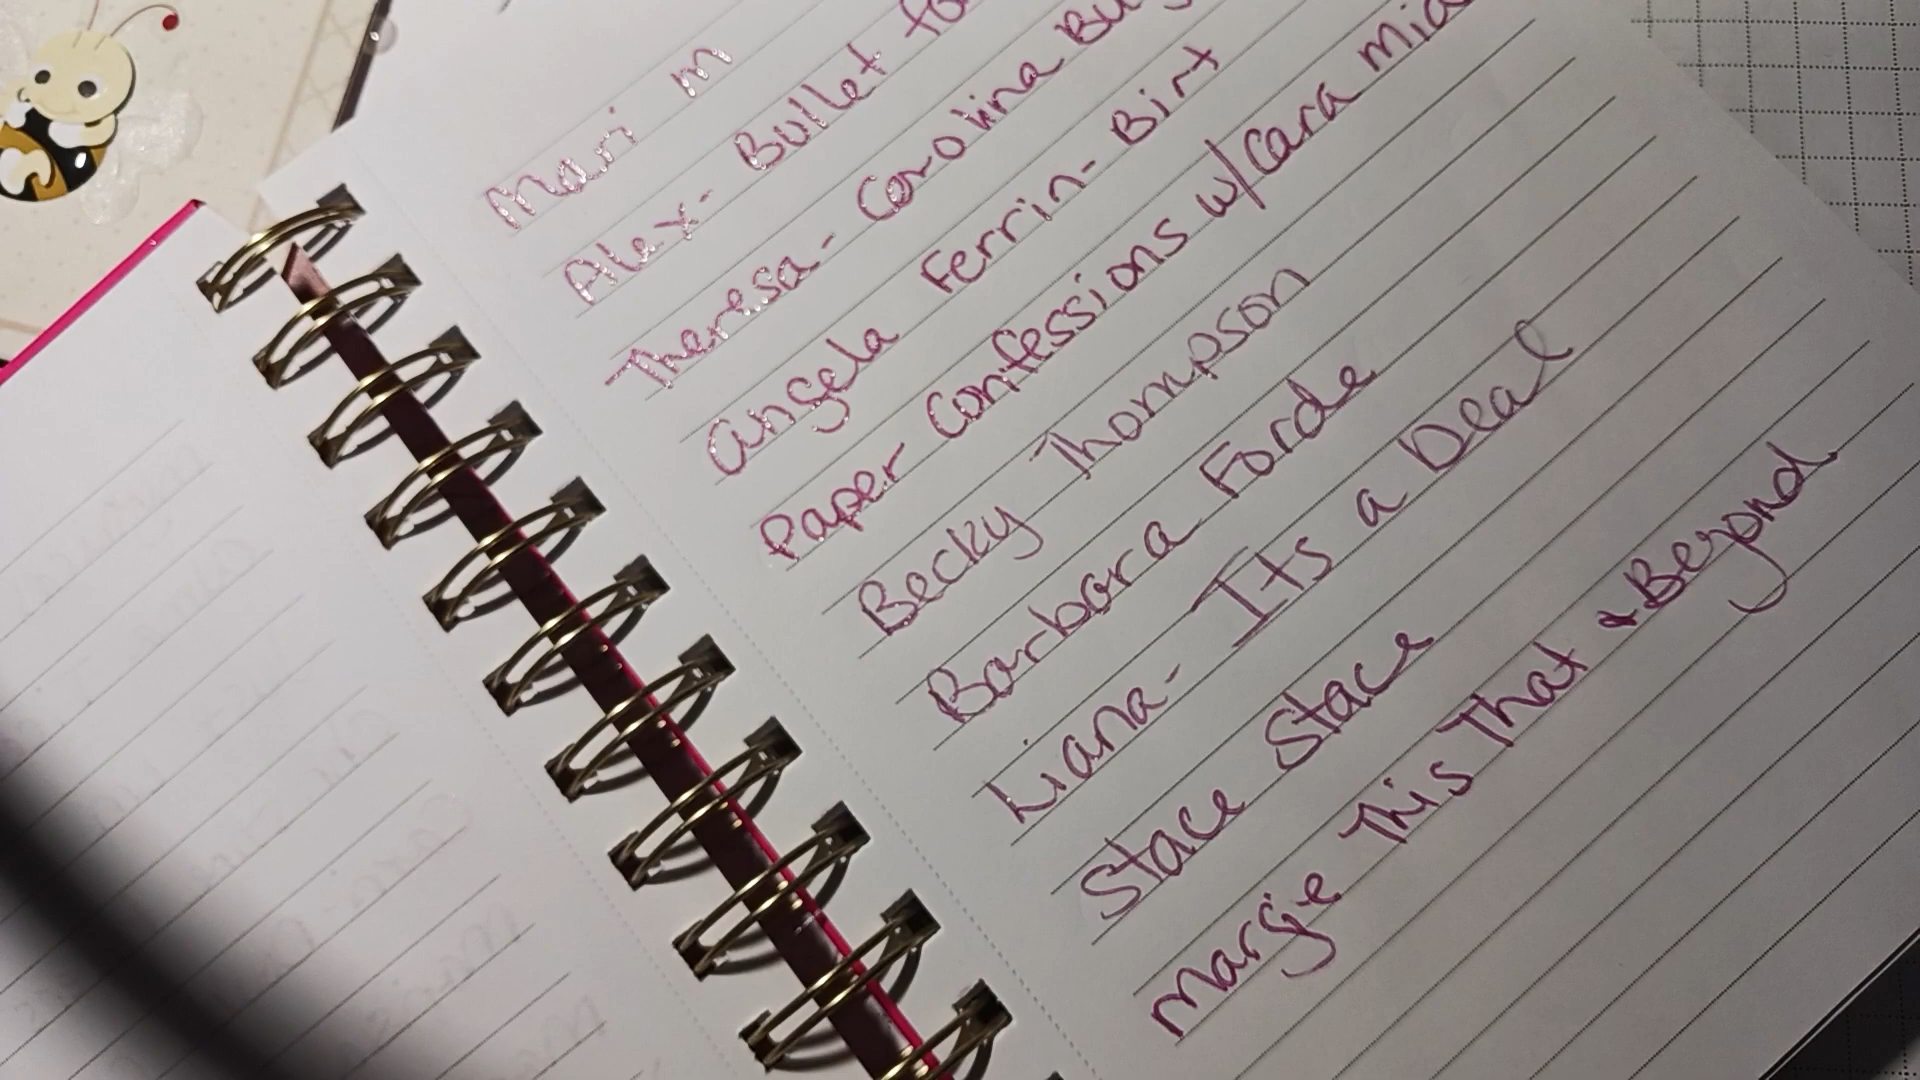 Mari M
Alex- Bullet
Theresa- Carolina
Angela Ferrin- Birt
Paper Confessions w/Cara
Becky Thompson
Barbara Forde
Liana- Its a Deal
Stace Stace
Margie This That & Beyond